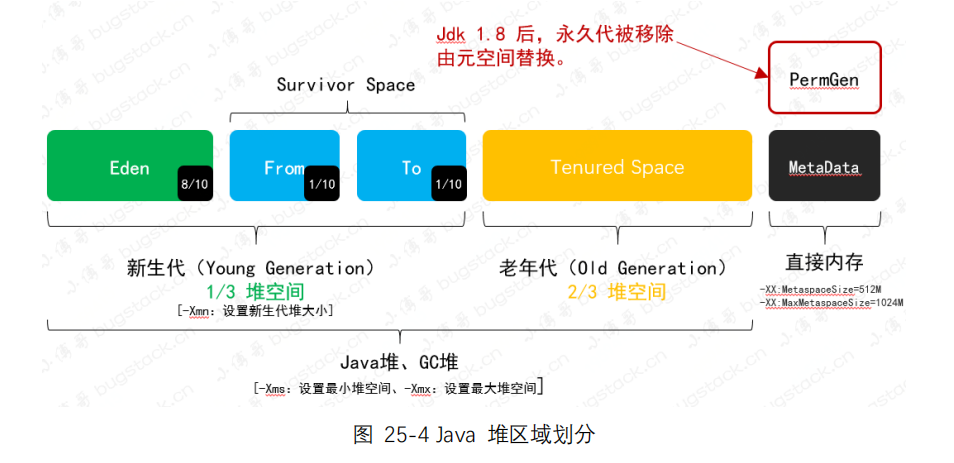 Jdk 1.8 后，永久代被移除
由元空间替换。
PermGen
Survivor Space
Eden
8/10
From
1/10
To
1/10
Tenured Space
MetaData
新生代（Young Generation）
1/3 堆空间
[-Xmn：设置新生代堆大小]
老年代（Old Generation）
2/3 堆空间
直接内存
-XX:MetaspaceSize=512M
-XX:MaxMetaspaceSize=1024M
Java堆、GC堆
[-Xms：设置最小堆空间、-Xmx：设置最大堆空间]
图 25-4 Java 堆区域划分
小傅哥 bugstack.cn